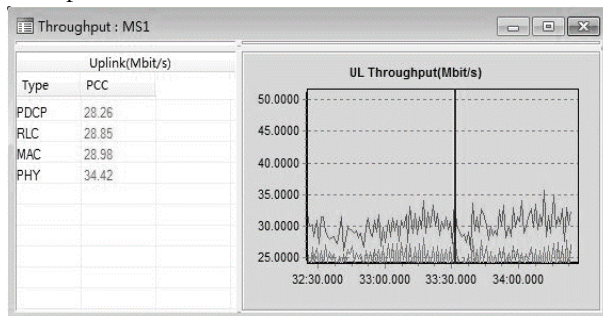 Throughput : MS1
Uplink(Mbit/s)
Type PCC
PDCP 28.26
RLC 28.85
MAC 28.98
PHY 34.42
UL Throughput(Mbit/s)
50.0000
45.0000
40.0000
35.0000
30.0000
25.0000
32:30.000 33:00.000 33:30.000 34:00.000